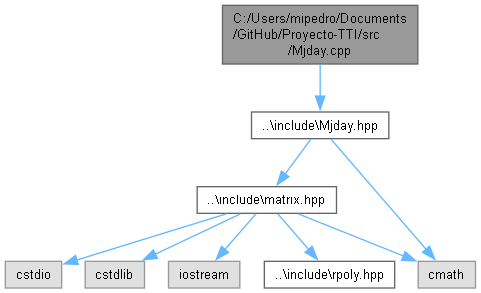 C:/Users/mipedro/Documents
/GitHub/Proyecto-TTI/src
/Mjday.cpp
..\include\Mjday.hpp
..\include\matrix.hpp
cstdio
cstdlib
iostream
..\include\rpoly.hpp
cmath